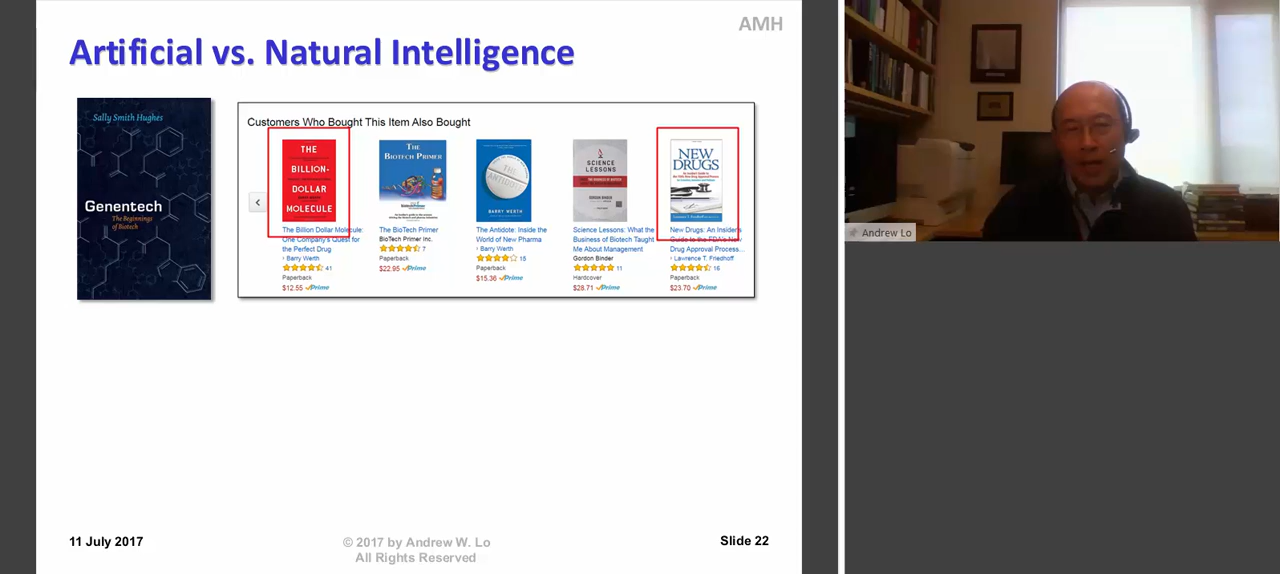 AMH
Artificial vs. Natural Intelligence
Sally Smith Hughes
Genentech
The Beginnings
of Biotech
Customers Who Bought This Item Also Bought
THE
BILLION-
DOLLAR
MOLECULE
The Billion Dollar Molecule:
One Company's Quest for
the Perfect Drug
Barry Werth
41
Paperback
$12.55 Prime
THE
BIOTECH PRIMER
The BioTech Primer
BioTech Primer Inc.
7
Paperback
$22.95 Prime
THE
ANTIDOTE
BARRY WERTH
The Antidote: Inside the
World of New Pharma
Barry Werth
15
Paperback
$15.36 Prime
SCIENCE
LESSONS
Science Lessons: What the
Business of Biotech Taught
Me About Management
Gordon Binder
11
Hardcover
$28.71 Prime
NEW
DRUGS
New Drugs: An Insider's
Guide to the FDA's New
Drug Approval Process...
Lawrence T. Friedhoff
16
Paperback
$23.70 Prime
11 July 2017
© 2017 by Andrew W. Lo
All Rights Reserved
Slide 22
Andrew Lo